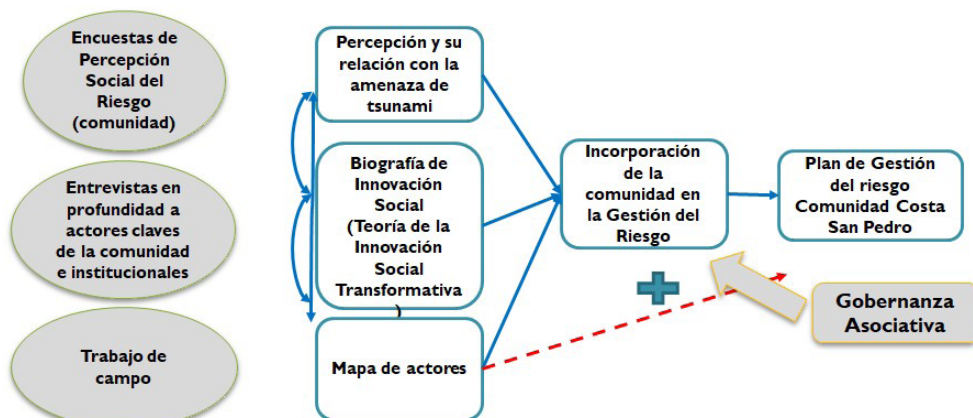 Encuestas de
Percepción
Social del
Riesgo
(comunidad)
Entrevistas en
profundidad a
actores claves
de la comunidad
e institucionales
Trabajo de
campo
Percepción y su
relación con la
amenaza de
tsunami
Biografía de
Innovación
Social
(Teoría de la
Innovación
Social
Transformativa
)
Mapa de actores
Incorporación
de la
comunidad en
la Gestión del
Riesgo
Plan de Gestión
del riesgo
Comunidad Costa
San Pedro
Gobernanza
Asociativa